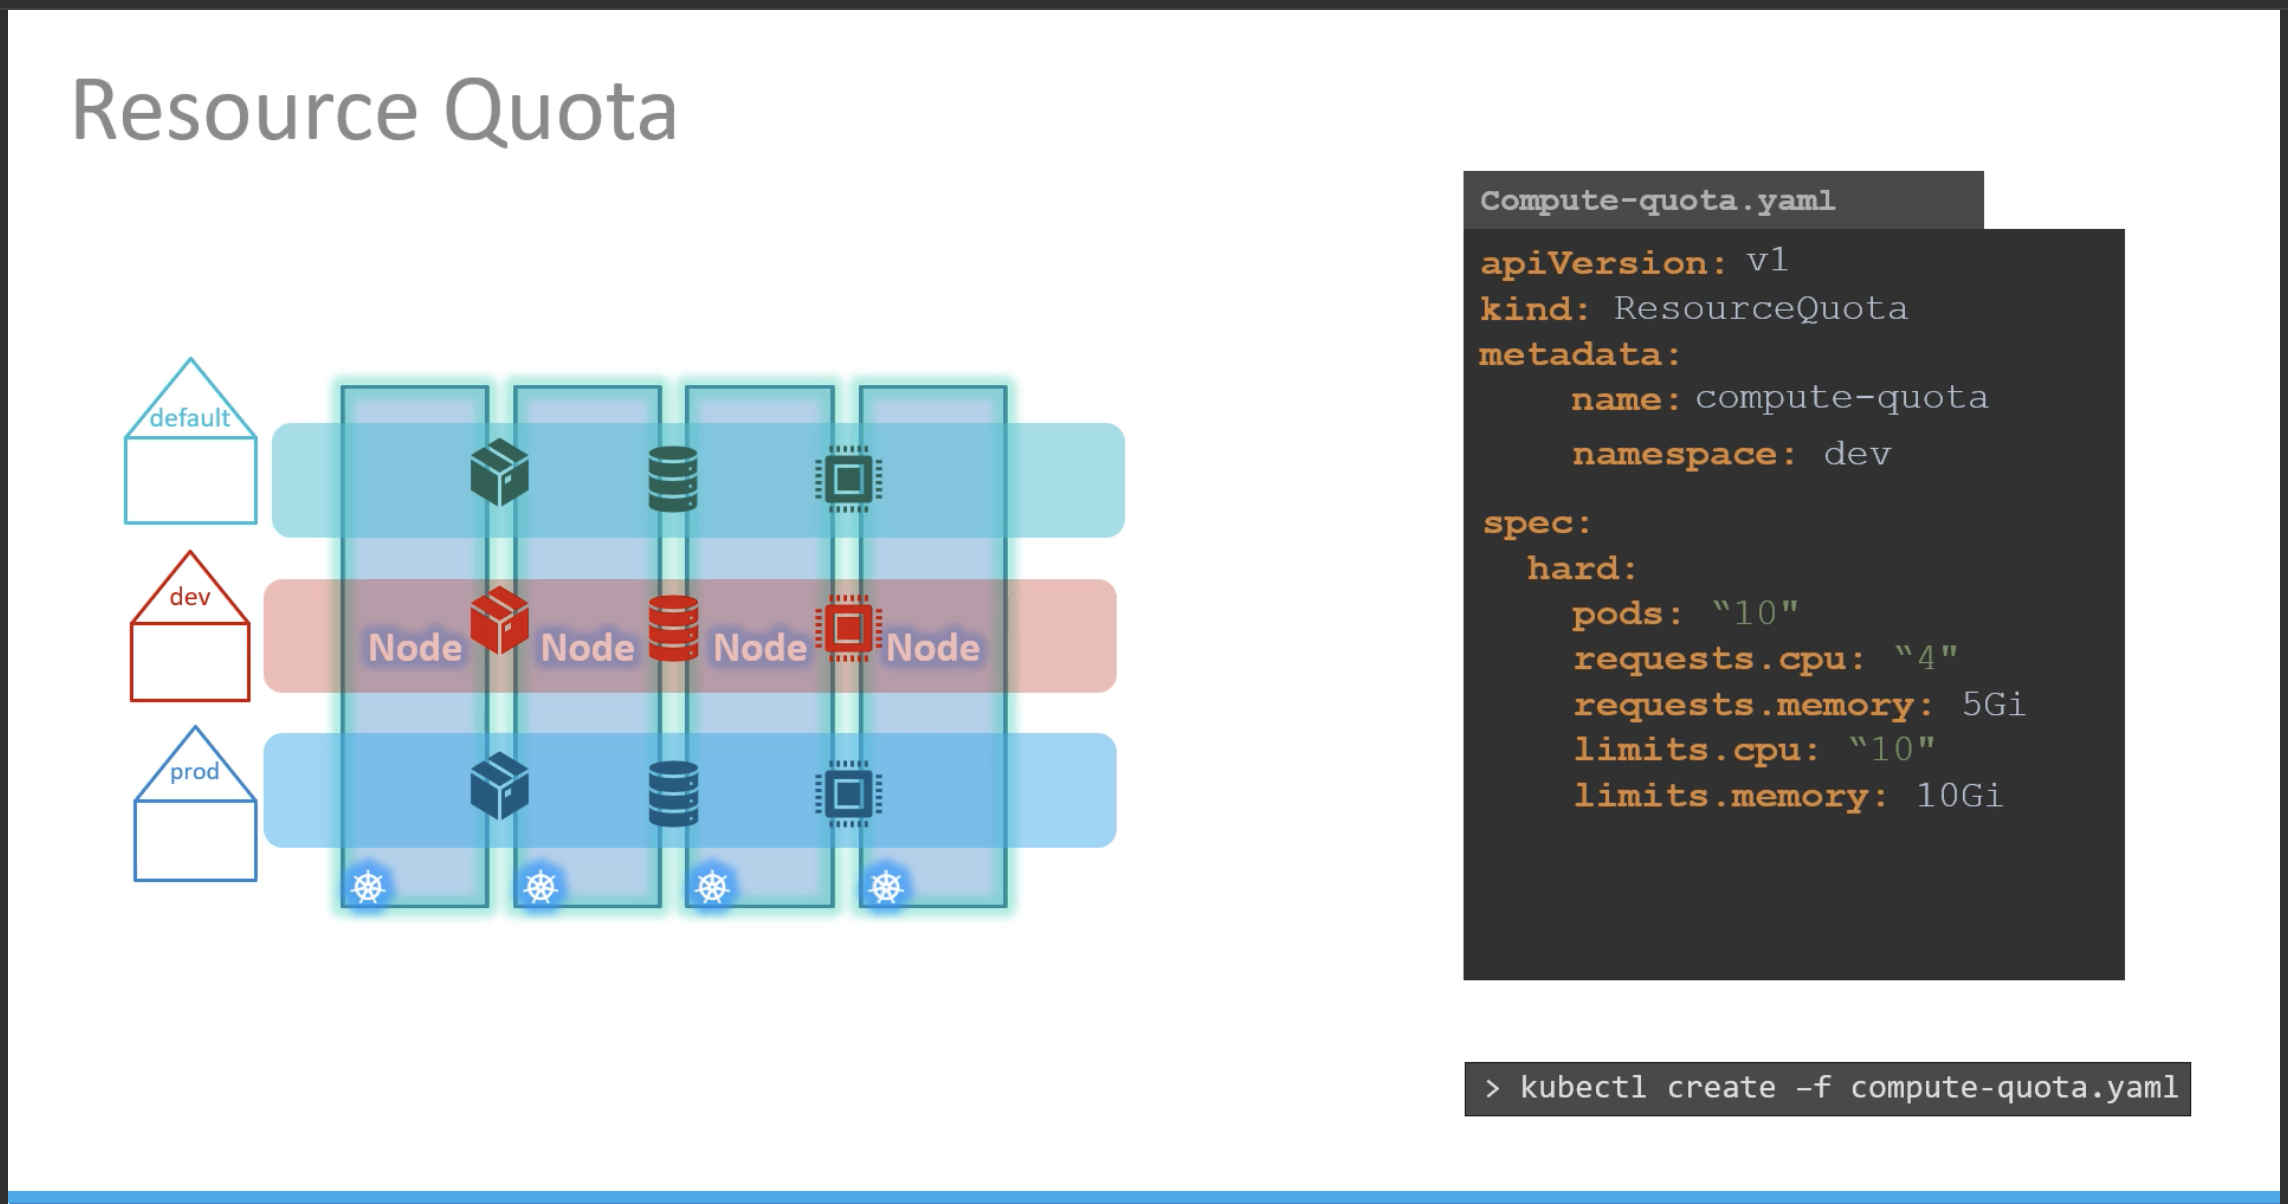 Resource Quota
default
dev
prod
Node Node Node Node
Compute-quota.yaml
apiVersion: v1
kind: ResourceQuota
metadata:
name: compute-quota
namespace: dev
spec:
hard:
pods: “10"
requests.cpu: “4"
requests.memory: 5Gi
limits.cpu: “10"
limits.memory: 10Gi
> kubectl create –f compute-quota.yaml